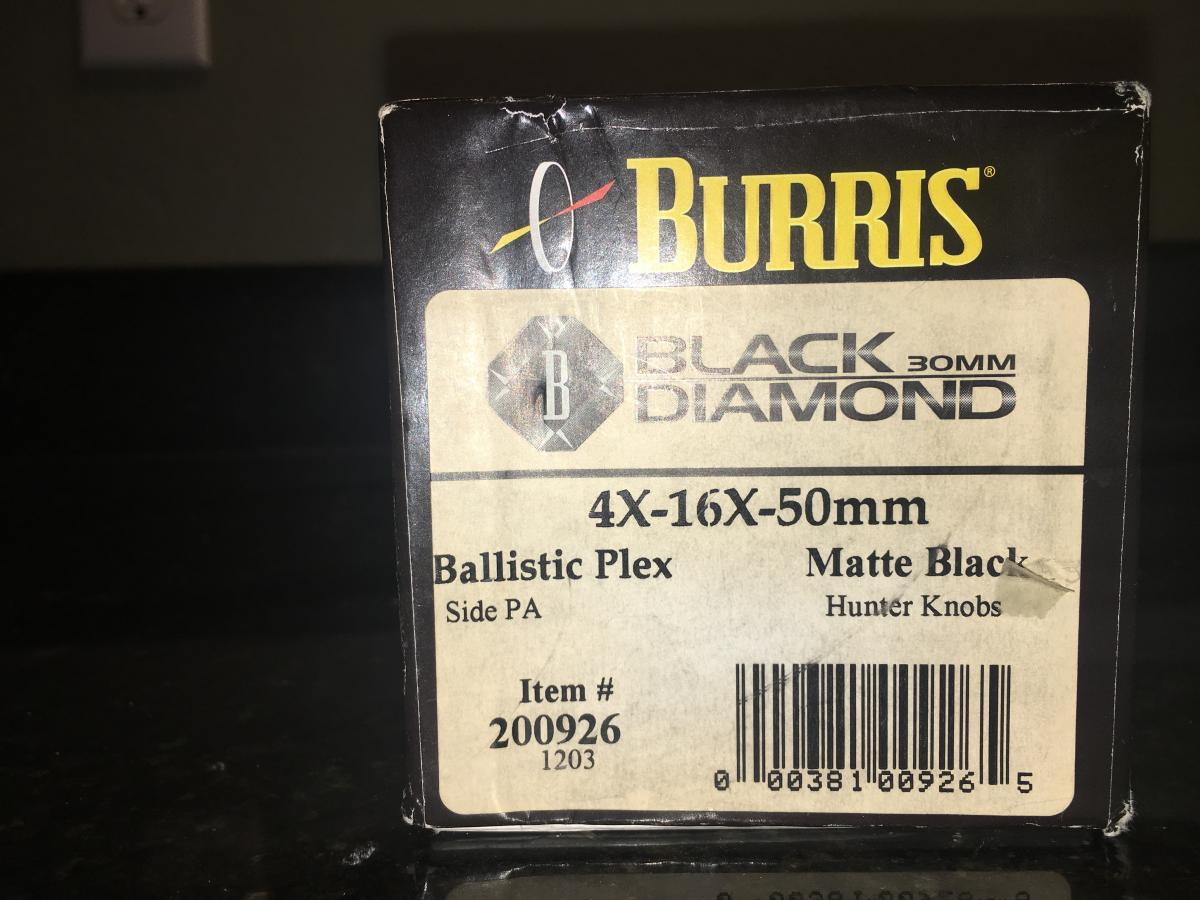 BURRIS®
B
BLACK 30MM
DIAMOND
4X-16X-50mm
Ballistic Plex Matte Black
Side PA Hunter Knobs
Item #
200926
1203
0 00381 00926 5